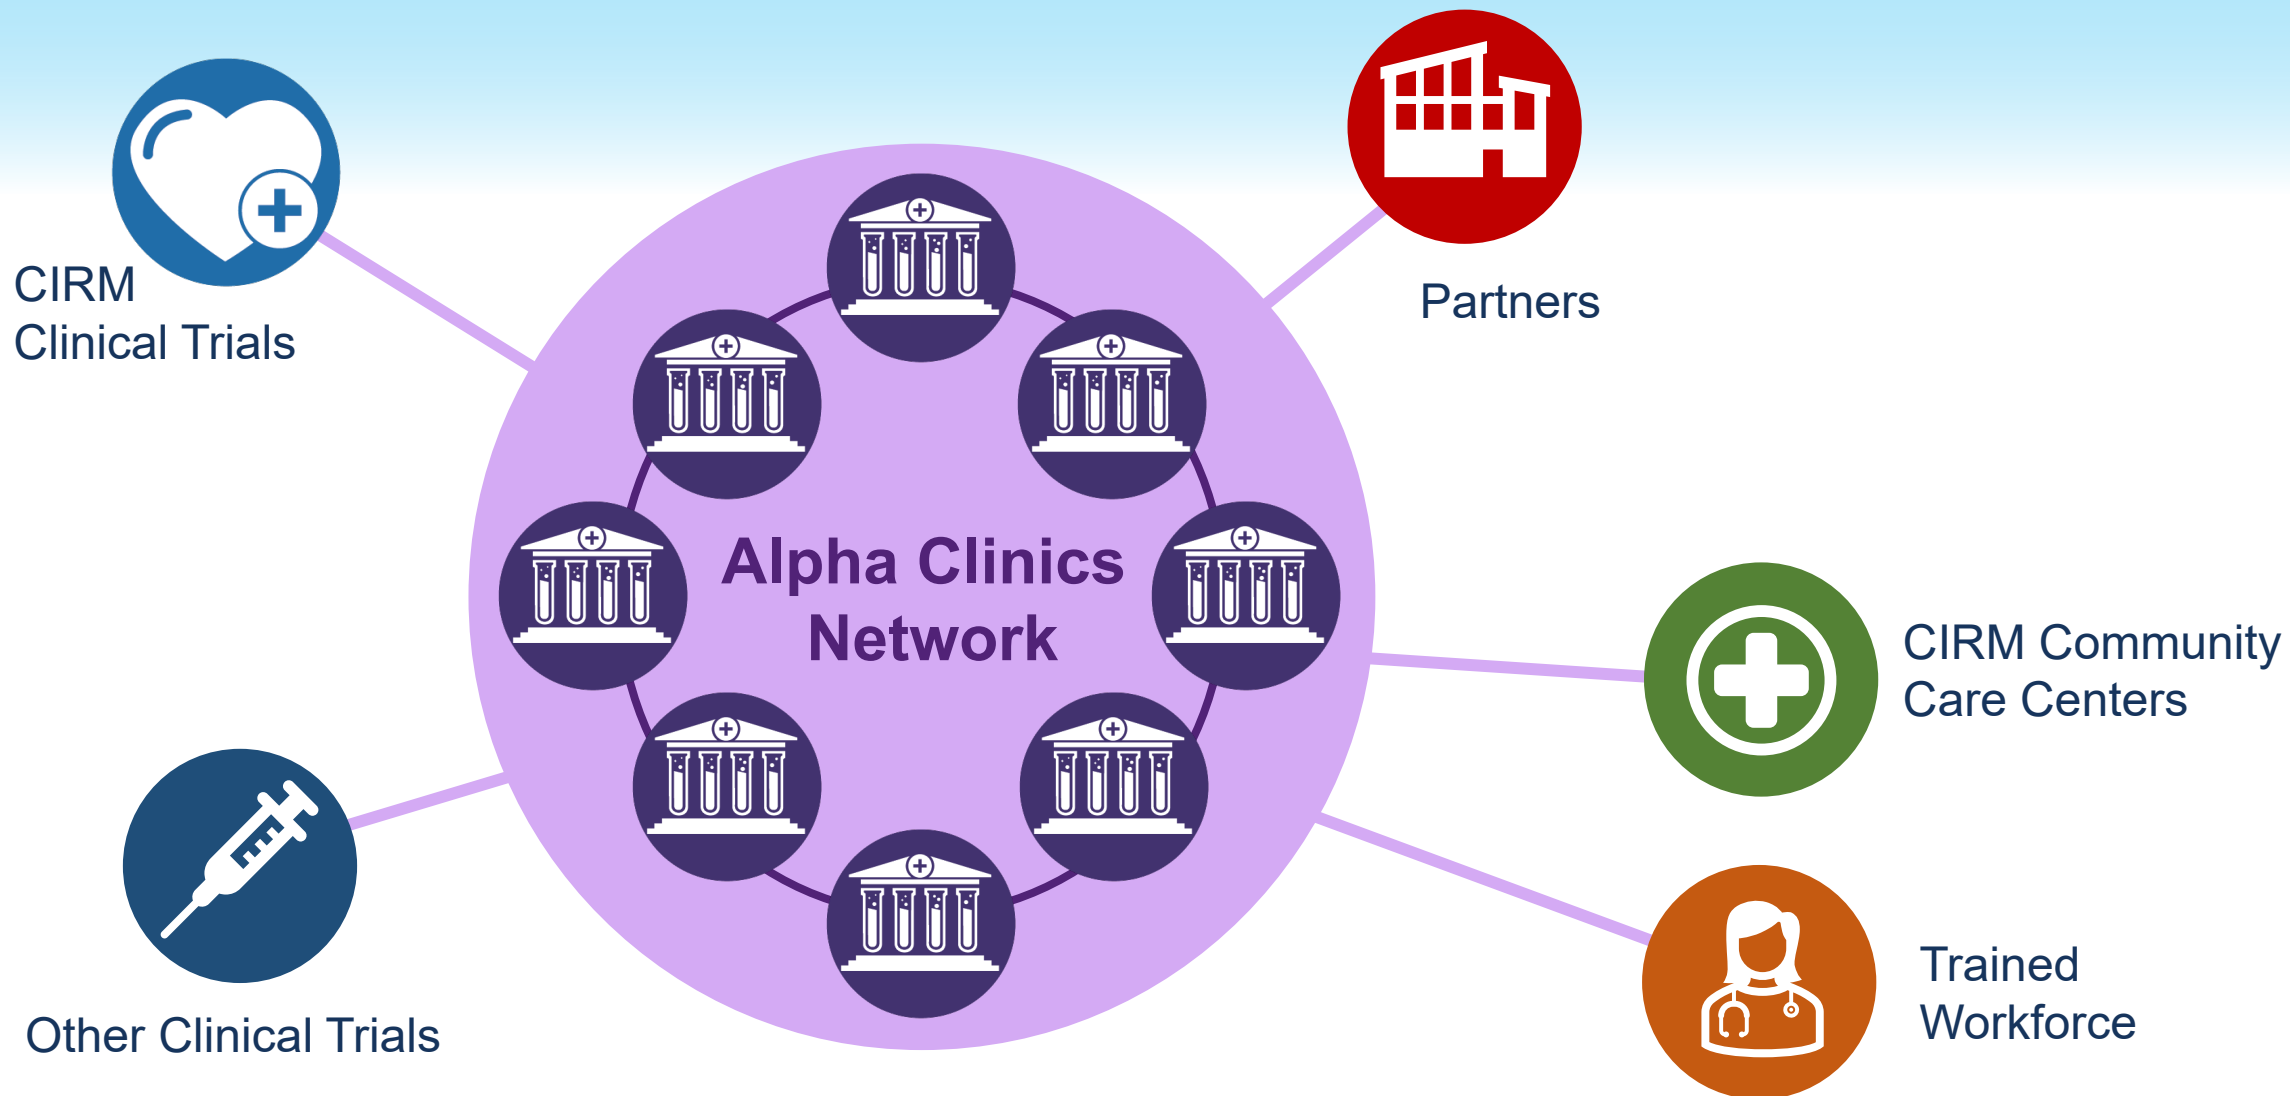 CIRM
Clinical Trials
Partners
Alpha Clinics
Network
CIRM Community
Care Centers
Trained
Workforce
Other Clinical Trials